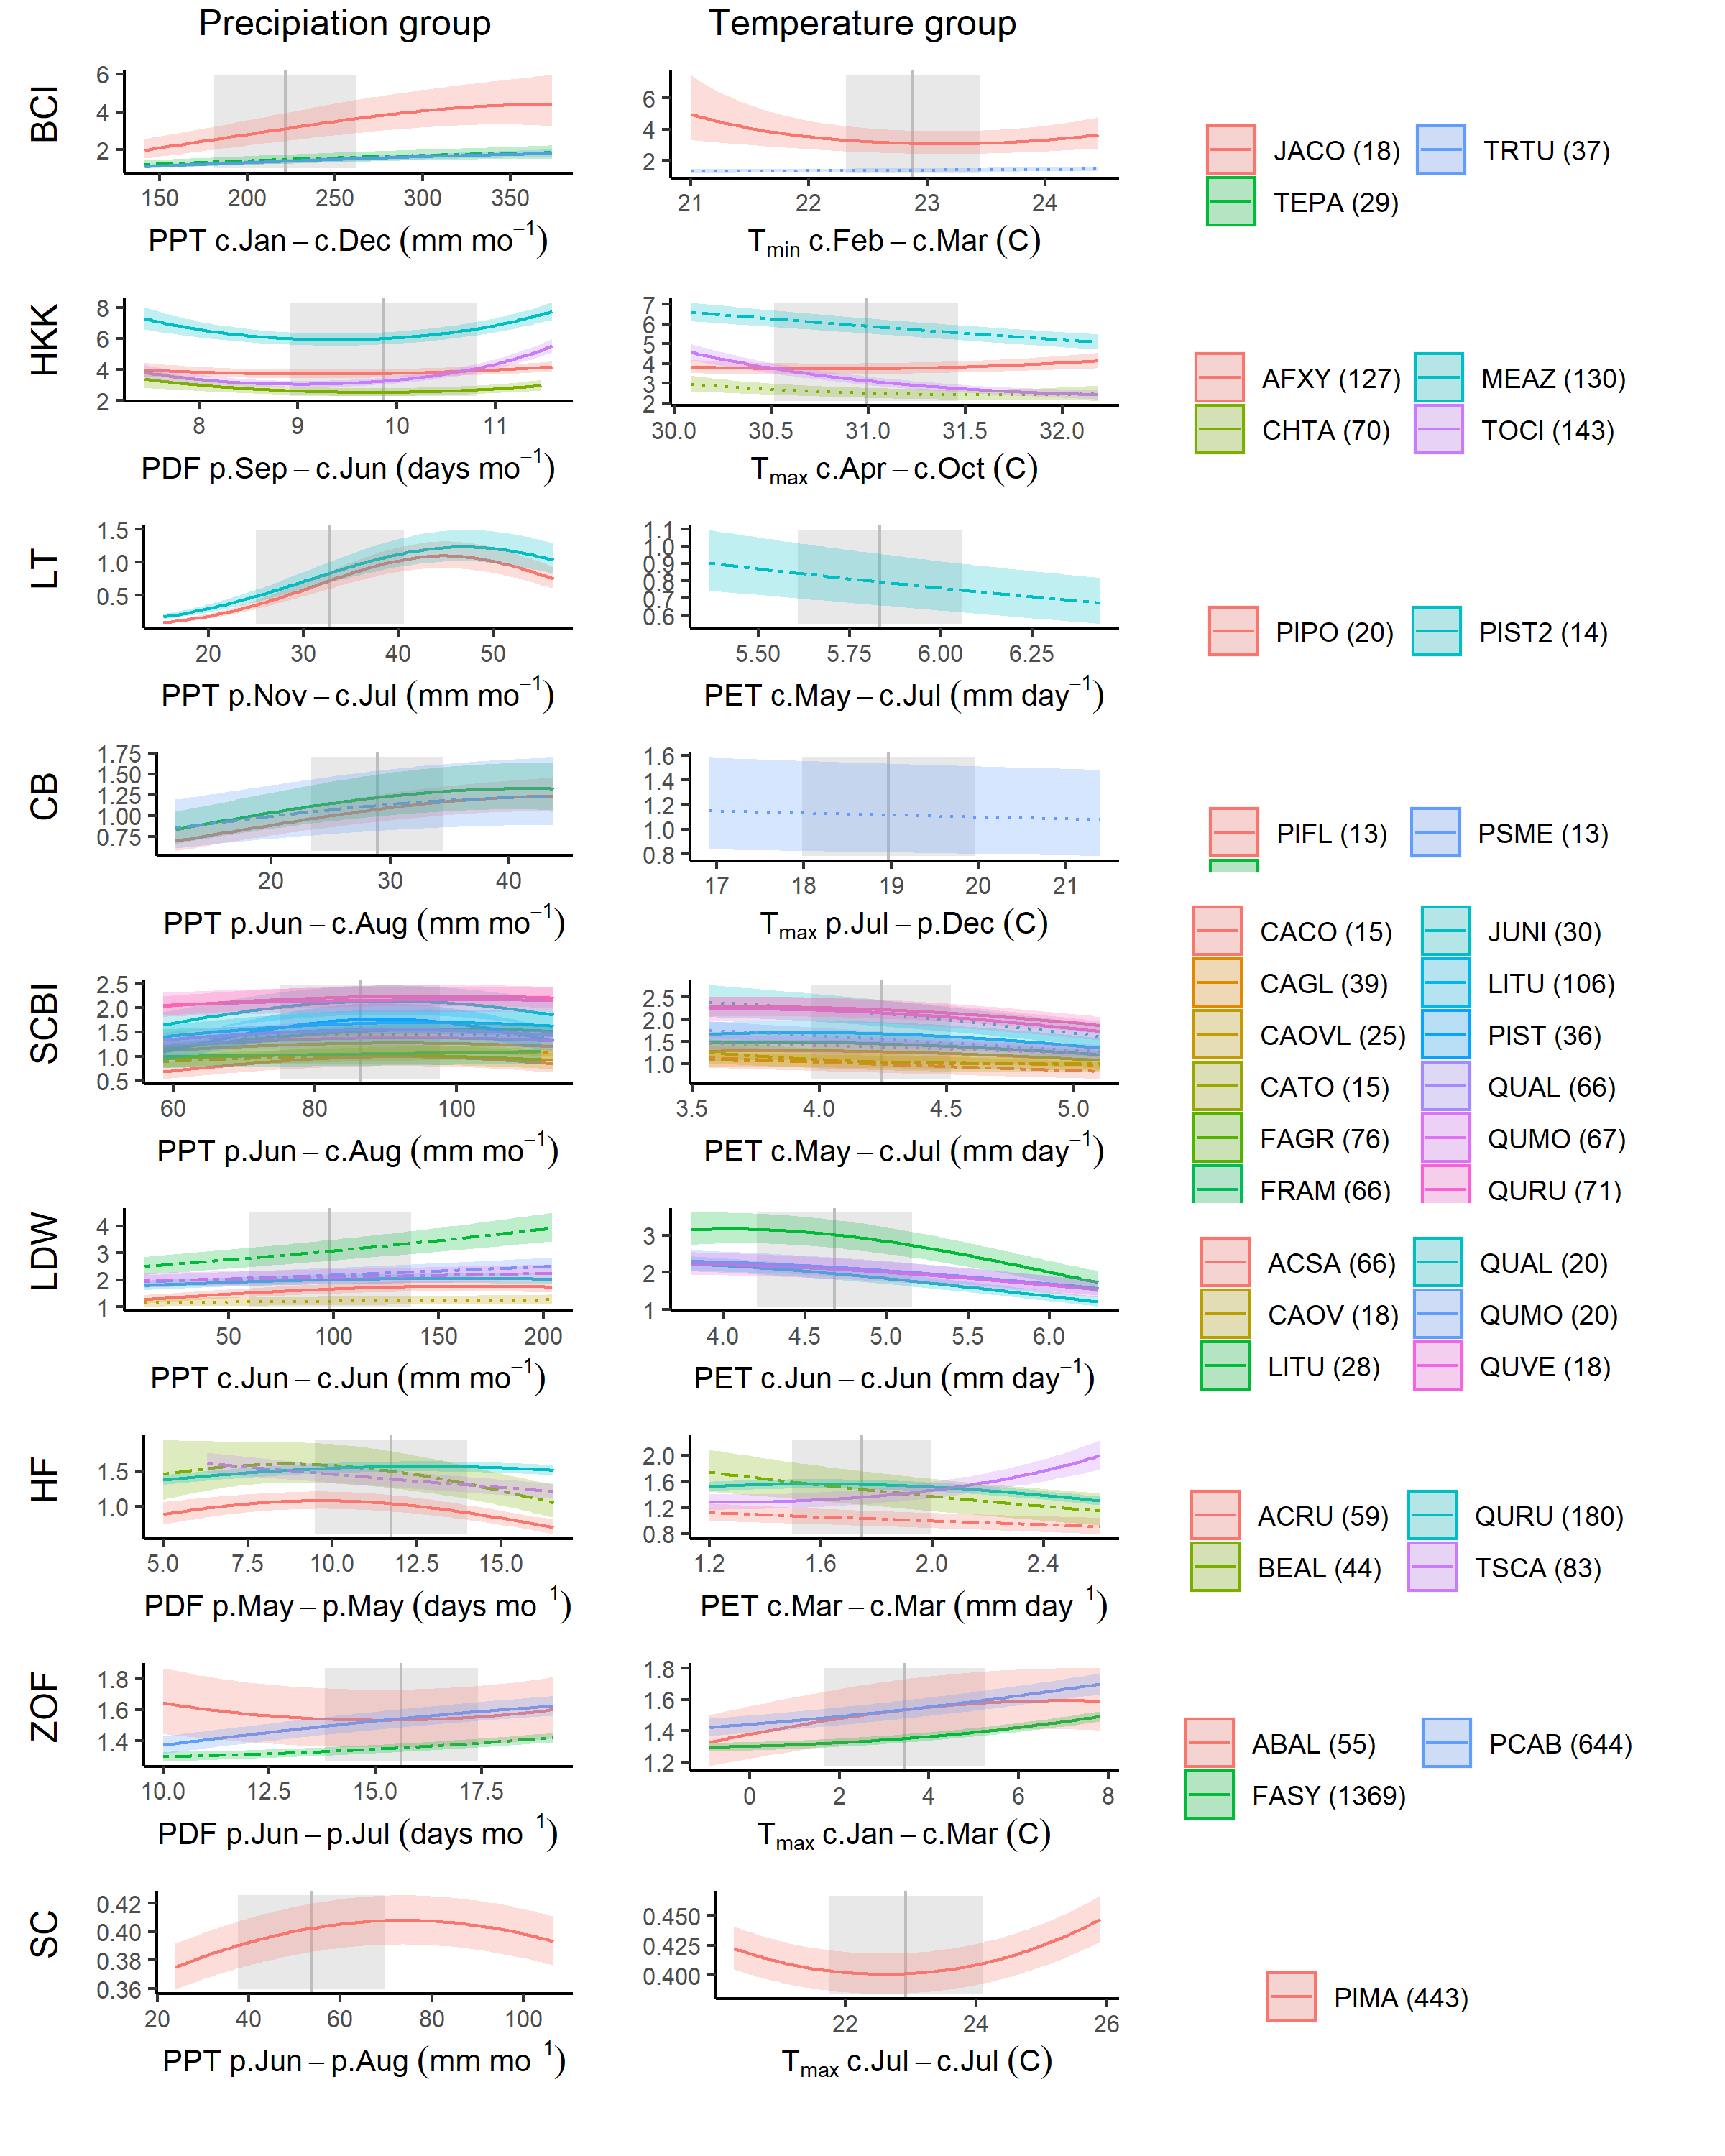 Precipiation group
Temperature group
BCI
6
4
2
150 200 250 300 350
PPT c.Jan – c.Dec (mm mo⁻¹)
6
4
2
21 22 23 24
Tmin c.Feb – c.Mar (C)
JACO (18) TRTU (37)
TEPA (29)
HKK
8
6
4
2
8 9 10 11
PDF p.Sep – c.Jun (days mo⁻¹)
7
6
5
4
3
2
30.0 30.5 31.0 31.5 32.0
Tmax c.Apr – c.Oct (C)
AFXY (127) MEAZ (130)
CHTA (70) TOCI (143)
LT
1.5
1.0
0.5
20 30 40 50
PPT p.Nov – c.Jul (mm mo⁻¹)
1.1
1.0
0.9
0.8
0.7
0.6
5.50 5.75 6.00 6.25
PET c.May – c.Jul (mm day⁻¹)
PIPO (20) PIST2 (14)
CB
1.75
1.50
1.25
1.00
0.75
20 30 40
PPT p.Jun – c.Aug (mm mo⁻¹)
1.6
1.4
1.2
1.0
0.8
17 18 19 20 21
Tmax p.Jul – p.Dec (C)
PIFL (13) PSME (13)
SCBI
2.5
2.0
1.5
1.0
0.5
60 80 100
PPT p.Jun – c.Aug (mm mo⁻¹)
2.5
2.0
1.5
1.0
3.5 4.0 4.5 5.0
PET c.May – c.Jul (mm day⁻¹)
CACO (15) JUNI (30)
CAGL (39) LITU (106)
CAOVL (25) PIST (36)
CATO (15) QUAL (66)
FAGR (76) QUMO (67)
FRAM (66) QURU (71)
LDW
4
3
2
1
50 100 150 200
PPT c.Jun – c.Jun (mm mo⁻¹)
3
2
1
4.0 4.5 5.0 5.5 6.0
PET c.Jun – c.Jun (mm day⁻¹)
ACSA (66) QUAL (20)
CAOV (18) QUMO (20)
LITU (28) QUVE (18)
HF
1.5
1.0
5.0 7.5 10.0 12.5 15.0
PDF p.May – p.May (days mo⁻¹)
2.0
1.6
1.2
0.8
1.2 1.6 2.0 2.4
PET c.Mar – c.Mar (mm day⁻¹)
ACRU (59) QURU (180)
BEAL (44) TSCA (83)
ZOF
1.8
1.6
1.4
10.0 12.5 15.0 17.5
PDF p.Jun – p.Jul (days mo⁻¹)
1.8
1.6
1.4
1.2
0 2 4 6 8
Tmax c.Jan – c.Mar (C)
ABAL (55) PCAB (644)
FASY (1369)
SC
0.42
0.40
0.38
0.36
20 40 60 80 100
PPT p.Jun – p.Aug (mm mo⁻¹)
0.450
0.425
0.400
22 24 26
Tmax c.Jul – c.Jul (C)
PIMA (443)